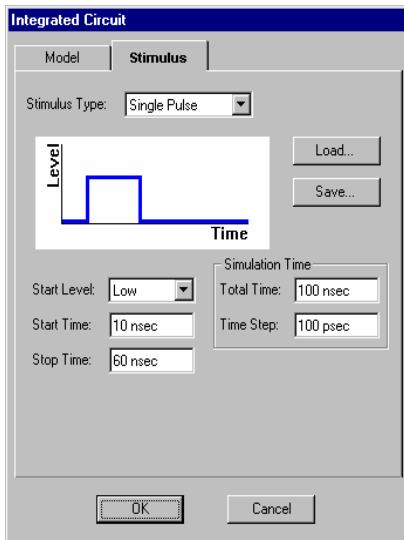 Integrated Circuit
Model Stimulus
Stimulus Type: Single Pulse
Level
Time
Load...
Save...
Start Level: Low
Start Time: 10 nsec
Stop Time: 60 nsec
Simulation Time
Total Time: 100 nsec
Time Step: 100 psec
OK Cancel